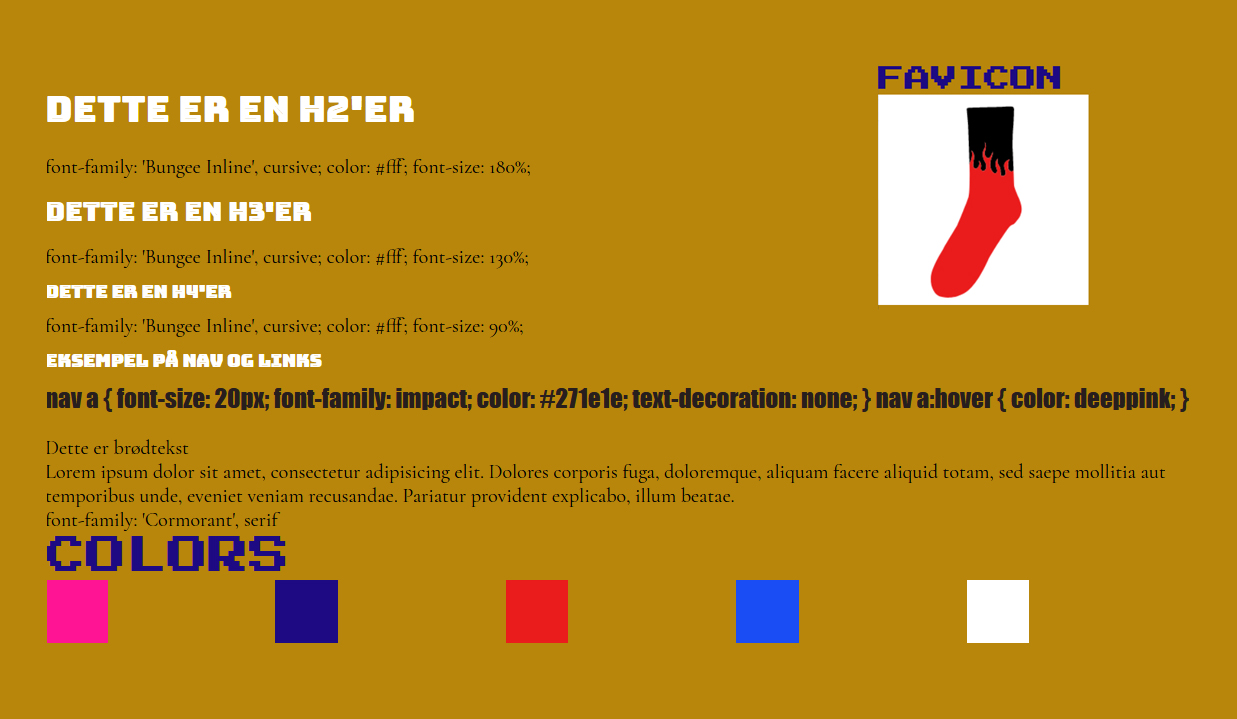 FAVICON
DETTE ER EN H2'ER
font-family: 'Bungee Inline', cursive; color: #fff; font-size: 180%;
DETTE ER EN H3'ER
font-family: 'Bungee Inline', cursive; color: #fff; font-size: 130%;
DETTE ER EN H4'ER
font-family: 'Bungee Inline', cursive; color: #fff; font-size: 90%;
EKSEMPEL PÅ NAV OG LINKS
nav a { font-size: 20px; font-family: impact; color: #271e1e; text-decoration: none; } nav a:hover { color: deeppink; }
Dette er brødtekst
Lorem ipsum dolor sit amet, consectetur adipisicing elit. Dolores corporis fuga, doloremque, aliquam facere aliquid totam, sed saepe mollitia aut
temporibus unde, eveniet veniam recusandae. Pariatur provident explicabo, illum beatae.
font-family: 'Cormorant', serif
COLORS